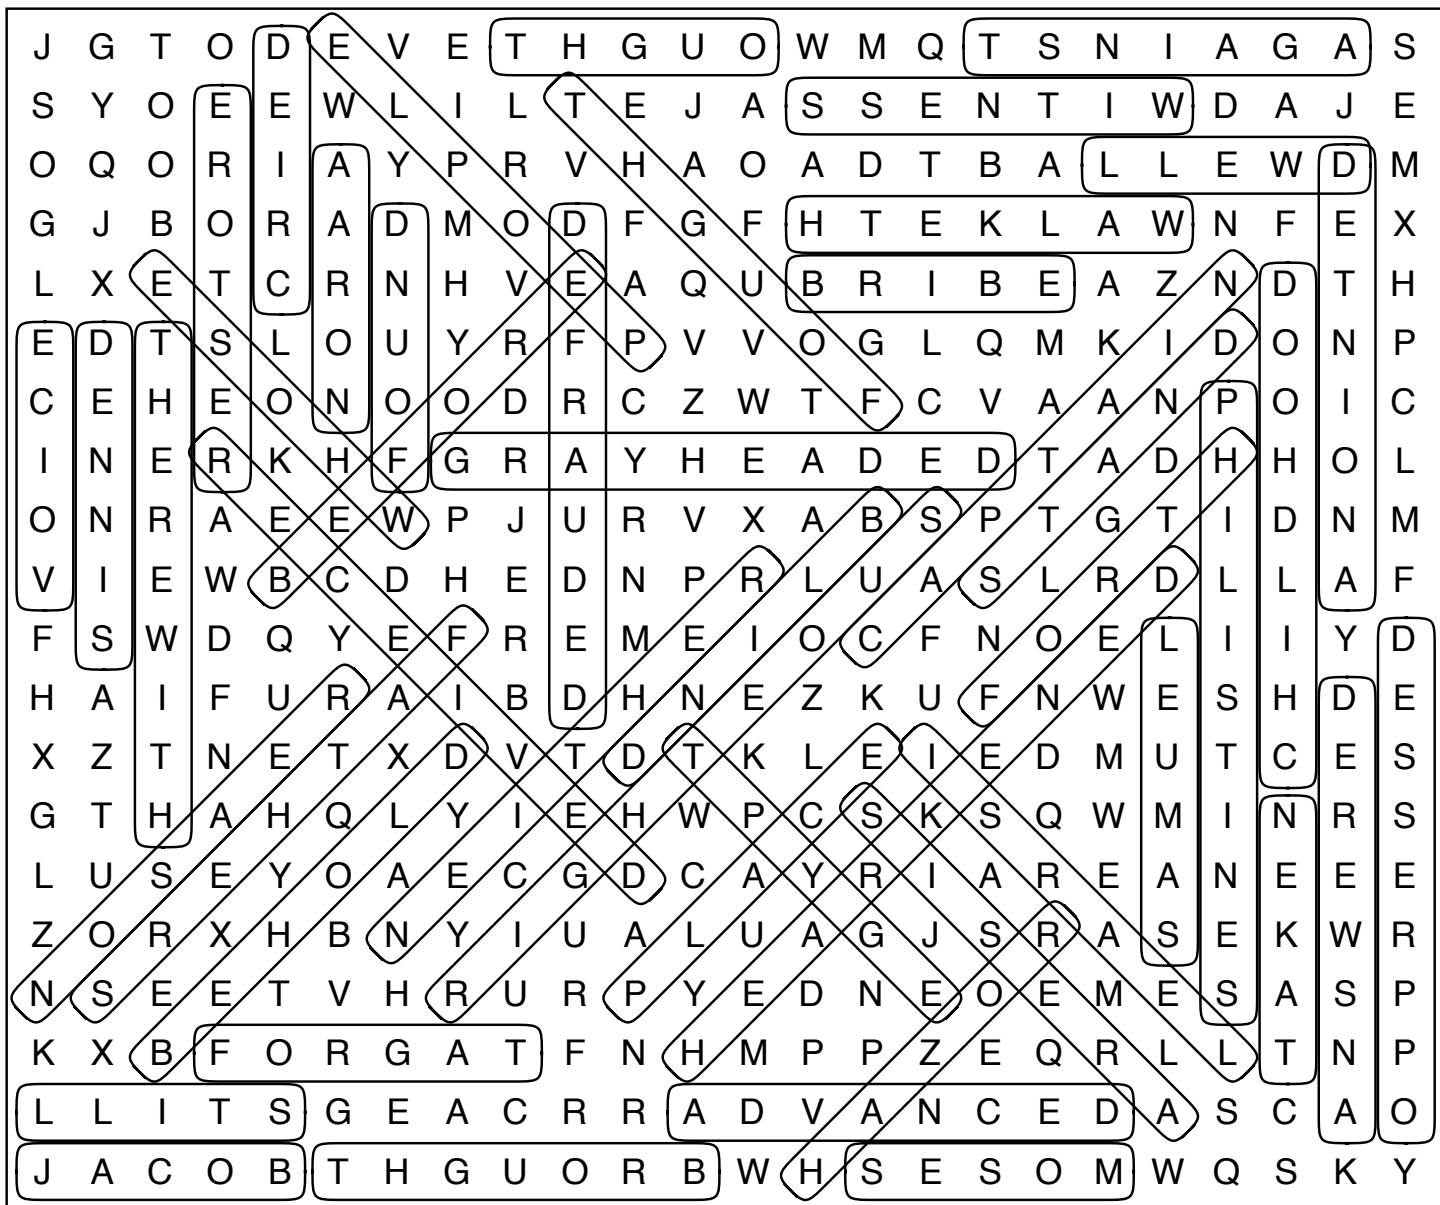 J G T O D E V E T H G U O W M Q T S N I A G A S
S Y O E E W L I L T E J A S S E N T I W D A J E
O Q O R I A Y P R V H A O A D T B A L L E W D M
G J B O R A D M O D F G F H T E K L A W N F E X
L X E T C R N H V E A Q U B R I B E A Z N D T H
E D T S L O U Y R F P V V O G L Q M K I D O N P
C E H E O N O O D R C Z W T F C V A A N P O I C
I N E R K H F G R A Y H E A D E D T A D H H O L
O N R A E E W P J U R V X A B S P T G T I D N M
V I E W B C D H E D N P R L U A S L R D L L A F
F S W D Q Y E F R E M E I O C F N O E L I I Y D
H A I F U R A I B D H N E Z K U F N W E S H D E
X Z T N E T X D V T D T K L E I E D M U T C E S
G T H A H Q L Y I E H W P C S K S Q W M I N R S
L U S E Y O A E C G D C A Y R I A R E A N E E E
Z O R X H B N Y I U A L U A G J S R A S E K W R
N S E E T V H R U R P Y E D N E O E M E S A S P
K X B F O R G A T F N H M P P Z E Q R L L T N P
L L I T S G E A C R R A D V A N C E D A S C A O
J A C O B T H G U O R B W H S E S O M W Q S K Y